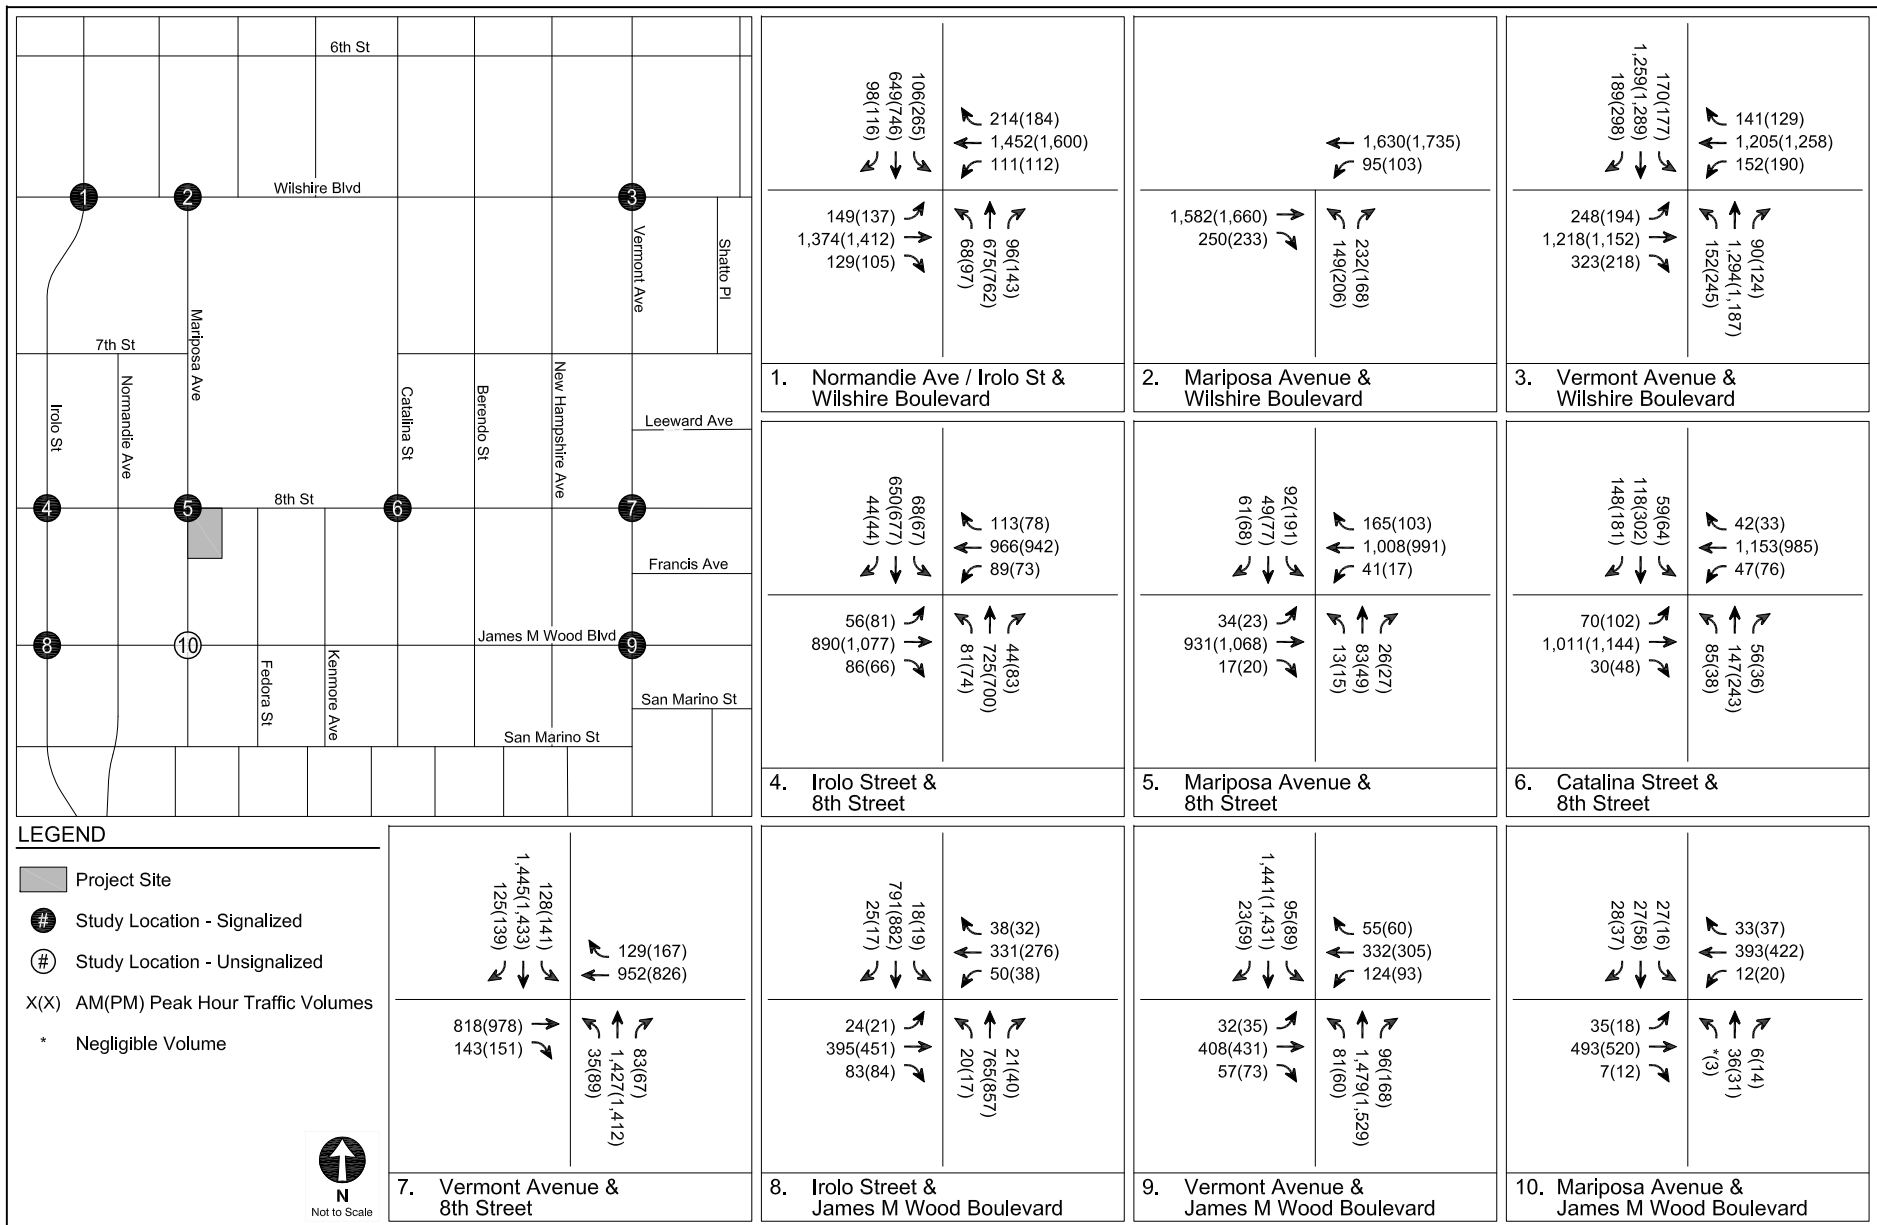 6th St
1
2
Wilshire Blvd
3
Vermont Ave
Shatto Pl
Mariposa Ave
7th St
Irolo St
Normandie Ave
Catalina St
Berendo St
New Hampshire Ave
Leeward Ave
4
5
8th St
6
7
Francis Ave
8
10
James M Wood Blvd
9
Fedora St
Kenmore Ave
San Marino St
San Marino St
98(116)
649(746)
106(265)
214(184)
1,452(1,600)
111(112)
149(137)
1,374(1,412)
129(105)
68(97)
675(762)
96(143)
1. Normandie Ave / Irolo St &
Wilshire Boulevard
1,630(1,735)
95(103)
1,582(1,660)
250(233)
149(206)
232(168)
2. Mariposa Avenue &
Wilshire Boulevard
189(298)
1,259(1,289)
170(177)
141(129)
1,205(1,258)
152(190)
248(194)
1,218(1,152)
323(218)
152(245)
1,294(1,187)
90(124)
3. Vermont Avenue &
Wilshire Boulevard
44(44)
650(677)
68(67)
113(78)
966(942)
89(73)
56(81)
890(1,077)
86(66)
81(74)
725(700)
44(83)
4. Irolo Street &
8th Street
61(68)
49(77)
92(191)
165(103)
1,008(991)
41(17)
34(23)
931(1,068)
17(20)
13(15)
83(49)
26(27)
5. Mariposa Avenue &
8th Street
148(181)
118(302)
59(64)
42(33)
1,153(985)
47(76)
70(102)
1,011(1,144)
30(48)
85(38)
147(243)
56(36)
6. Catalina Street &
8th Street
LEGEND
Project Site
# Study Location - Signalized
# Study Location - Unsignalized
X(X) AM(PM) Peak Hour Traffic Volumes
* Negligible Volume
N
Not to Scale
125(139)
1,445(1,433)
128(141)
129(167)
952(826)
818(978)
143(151)
35(89)
1,427(1,412)
83(67)
7. Vermont Avenue &
8th Street
25(17)
791(882)
18(19)
38(32)
331(276)
50(38)
24(21)
395(451)
83(84)
20(17)
765(857)
21(40)
8. Irolo Street &
James M Wood Boulevard
23(59)
1,441(1,431)
95(89)
55(60)
332(305)
124(93)
32(35)
408(431)
57(73)
81(60)
1,479(1,529)
96(168)
9. Vermont Avenue &
James M Wood Boulevard
28(37)
27(58)
27(16)
33(37)
393(422)
12(20)
35(18)
493(520)
7(12)
*(3)
36(31)
6(14)
10. Mariposa Avenue &
James M Wood Boulevard